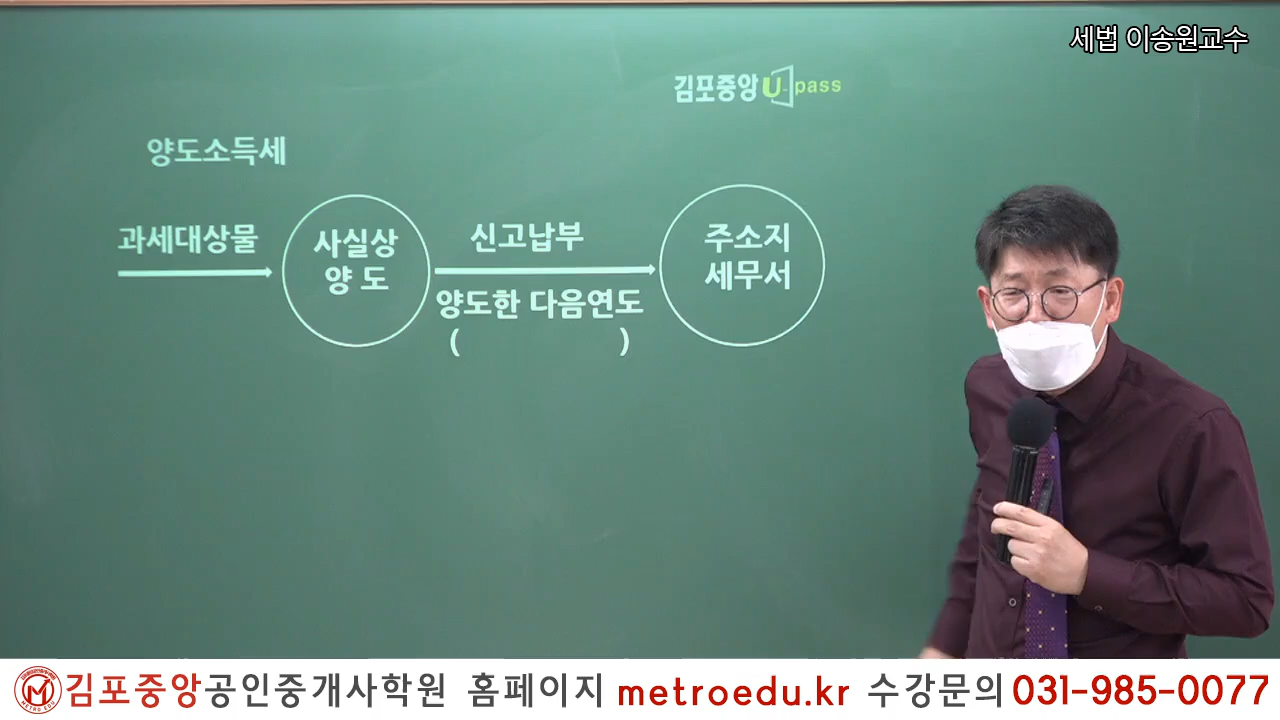 세법 이송원교수
김포중앙 U-pass
양도소득세
과세대상물
사실상
양 도
신고납부
양도한 다음연도
( )
주소지
세무서
김포중앙공인중개사학원 홈페이지 metroedu.kr 수강문의 031-985-0077
METRO EDU